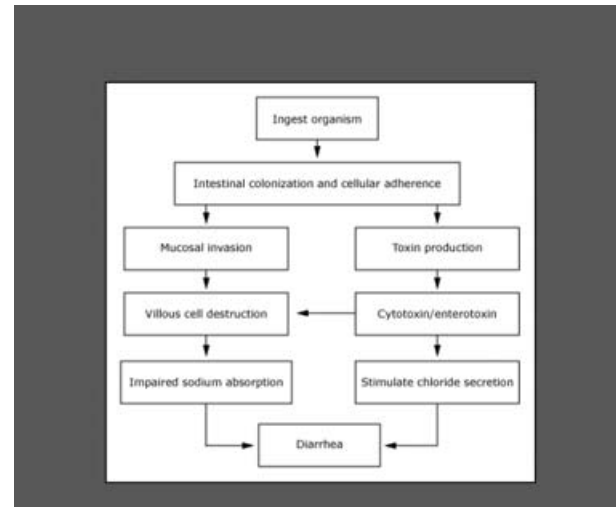 Ingest organism
Intestinal colonization and cellular adherence
Mucosal invasion
Toxin production
Villous cell destruction
Cytotoxin/enterotoxin
Impaired sodium absorption
Stimulate chloride secretion
Diarrhea